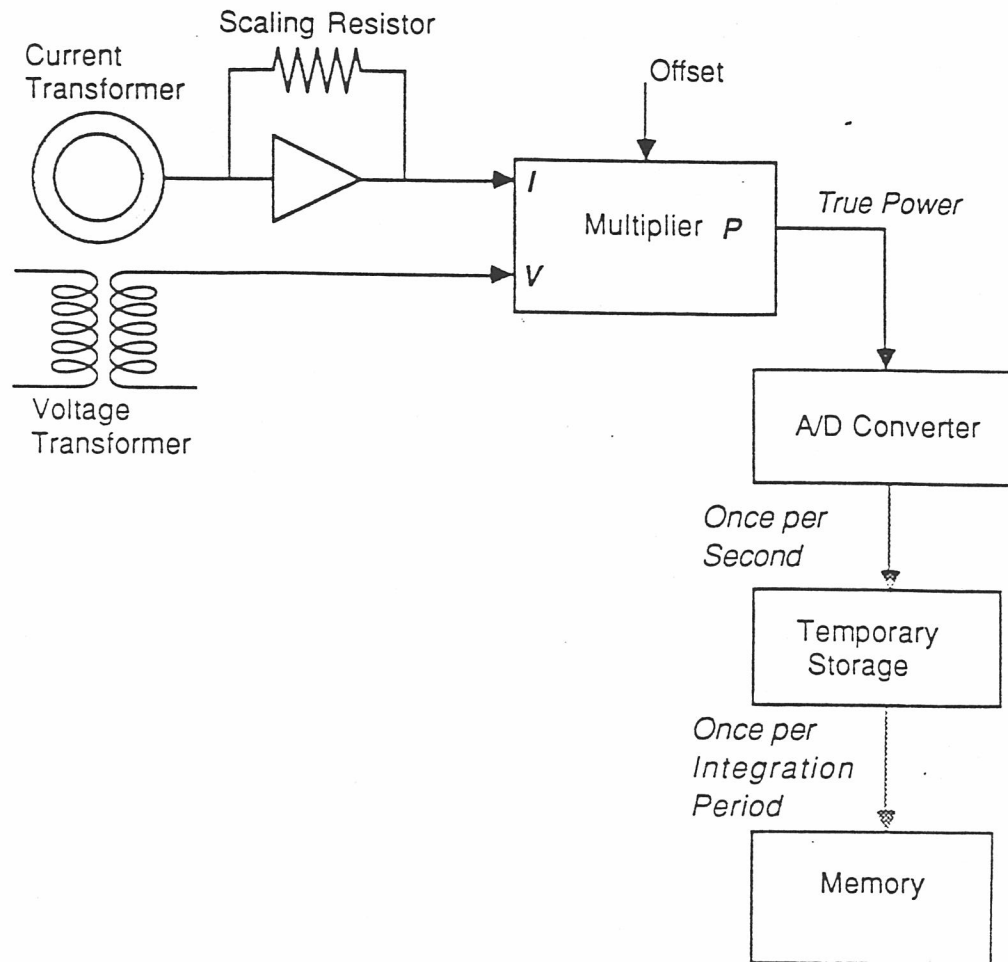 Scaling Resistor
Current
Transformer
Offset
I
Multiplier P
True Power
V
Voltage
Transformer
A/D Converter
Once per
Second
Temporary
Storage
Once per
Integration
Period
Memory